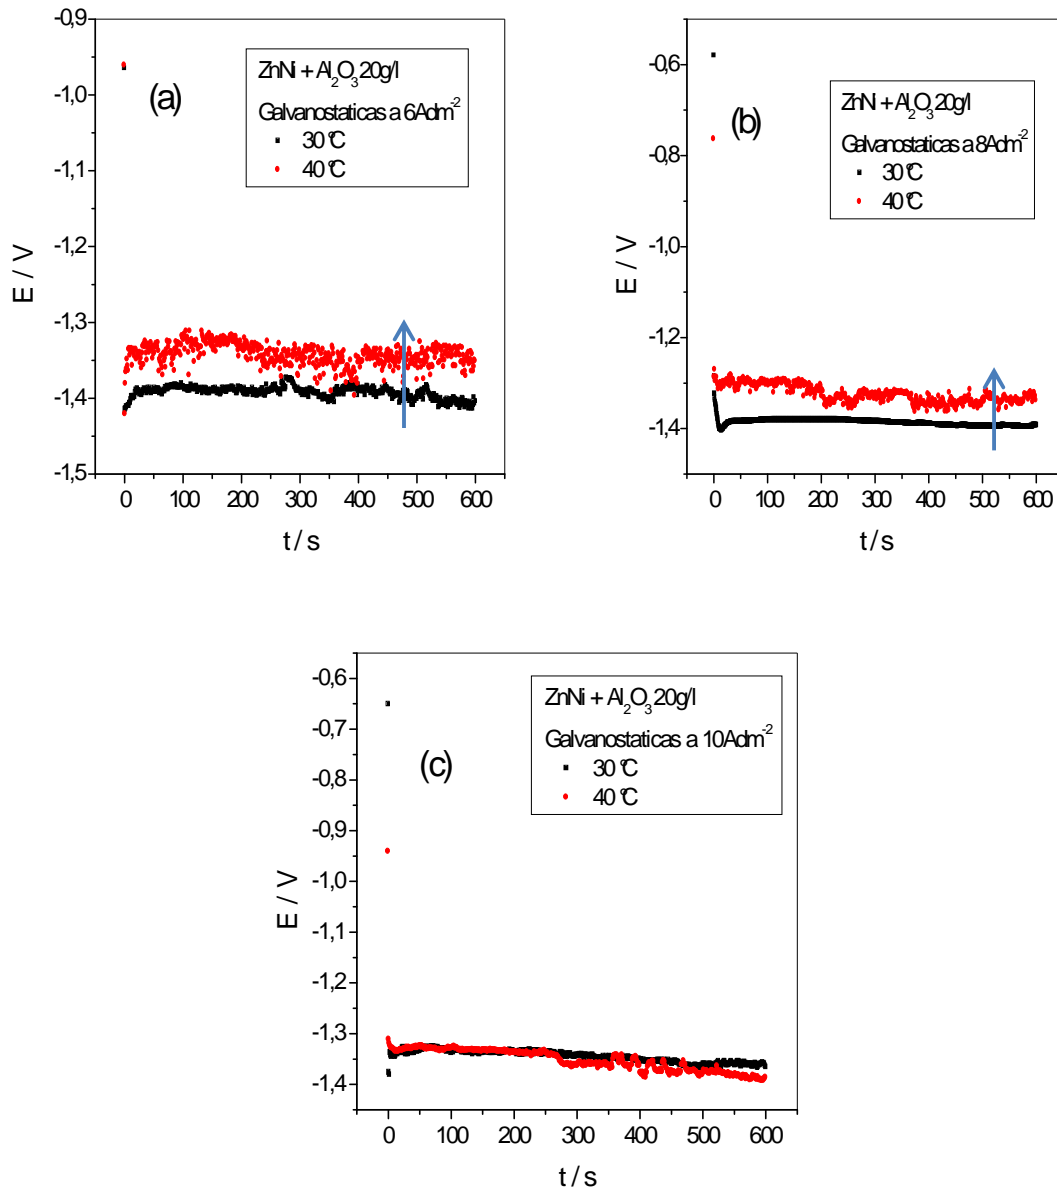 -0,9
-1,0
-1,1
-1,2
-1,3
-1,4
-1,5
E / V
(a)
ZnNi + Al₂O₃ 20g/l
Galvanostaticas a 6Adm⁻²
30 °C
40 °C
0 100 200 300 400 500 600
t / s
-0,6
-0,8
-1,0
-1,2
-1,4
E / V
(b)
ZnNi + Al₂O₃ 20g/l
Galvanostaticas a 8Adm⁻²
30 °C
40 °C
0 100 200 300 400 500 600
t / s
-0,6
-0,7
-0,8
-0,9
-1,0
-1,1
-1,2
-1,3
-1,4
E / V
(c)
ZnNi + Al₂O₃ 20g/l
Galvanostaticas a 10Adm⁻²
30 °C
40 °C
0 100 200 300 400 500 600
t / s